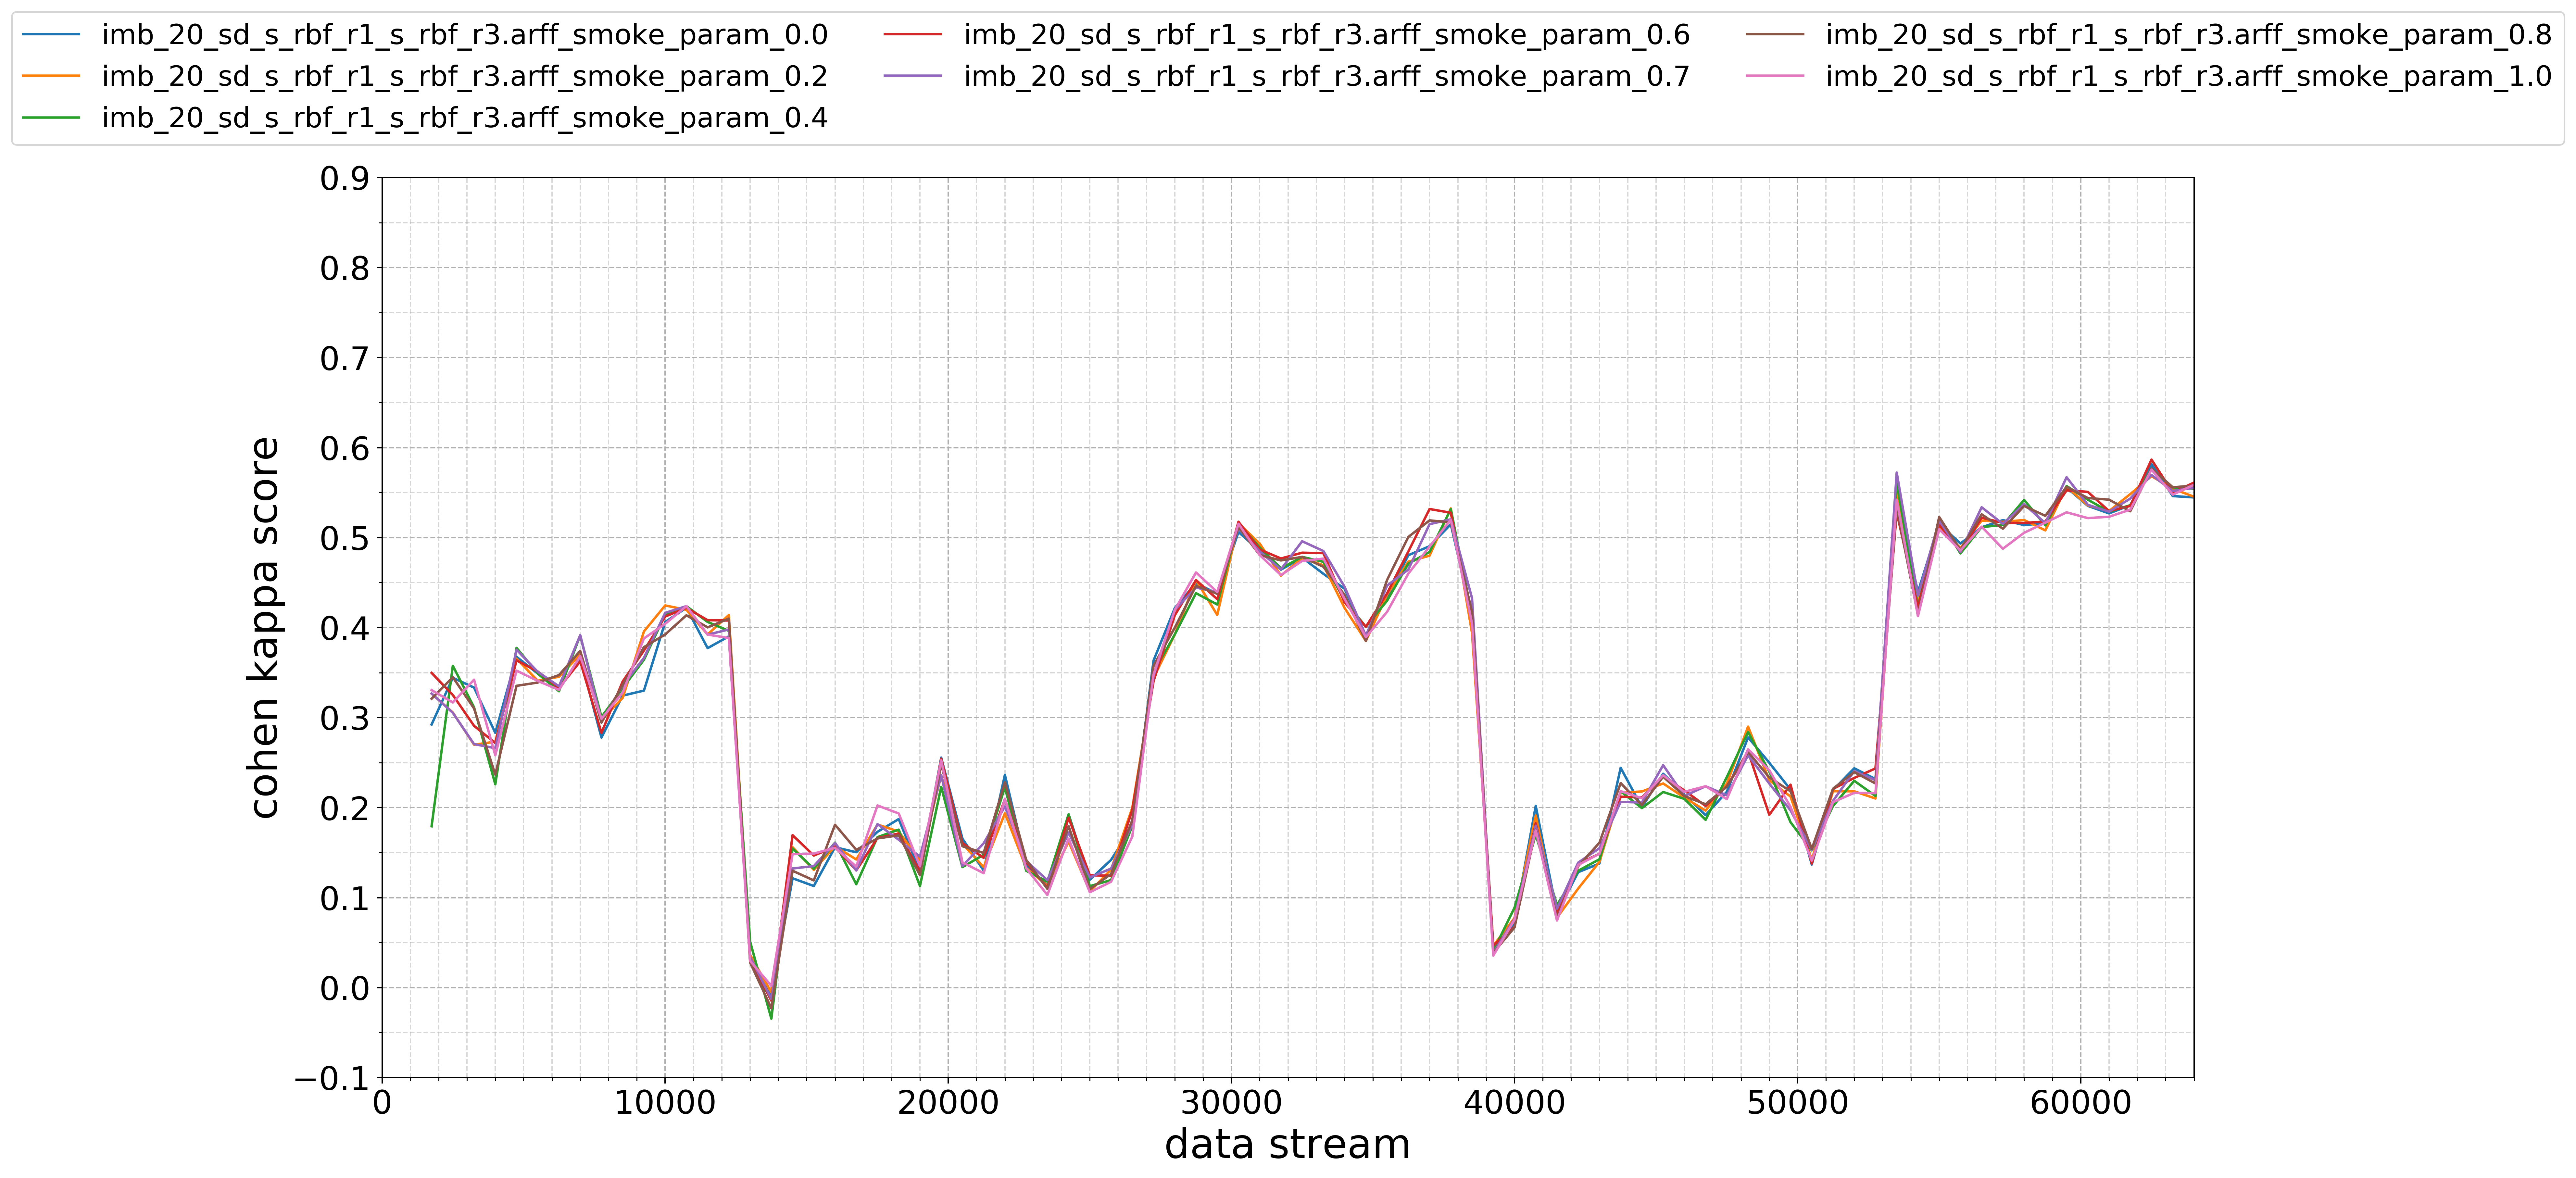 imb_20_sd_s_rbf_r1_s_rbf_r3.arff_smoke_param_0.0
imb_20_sd_s_rbf_r1_s_rbf_r3.arff_smoke_param_0.2
imb_20_sd_s_rbf_r1_s_rbf_r3.arff_smoke_param_0.4
imb_20_sd_s_rbf_r1_s_rbf_r3.arff_smoke_param_0.6
imb_20_sd_s_rbf_r1_s_rbf_r3.arff_smoke_param_0.7
imb_20_sd_s_rbf_r1_s_rbf_r3.arff_smoke_param_0.8
imb_20_sd_s_rbf_r1_s_rbf_r3.arff_smoke_param_1.0
cohen kappa score
0.9
0.8
0.7
0.6
0.5
0.4
0.3
0.2
0.1
0.0
−0.1
0 10000 20000 30000 40000 50000 60000
data stream